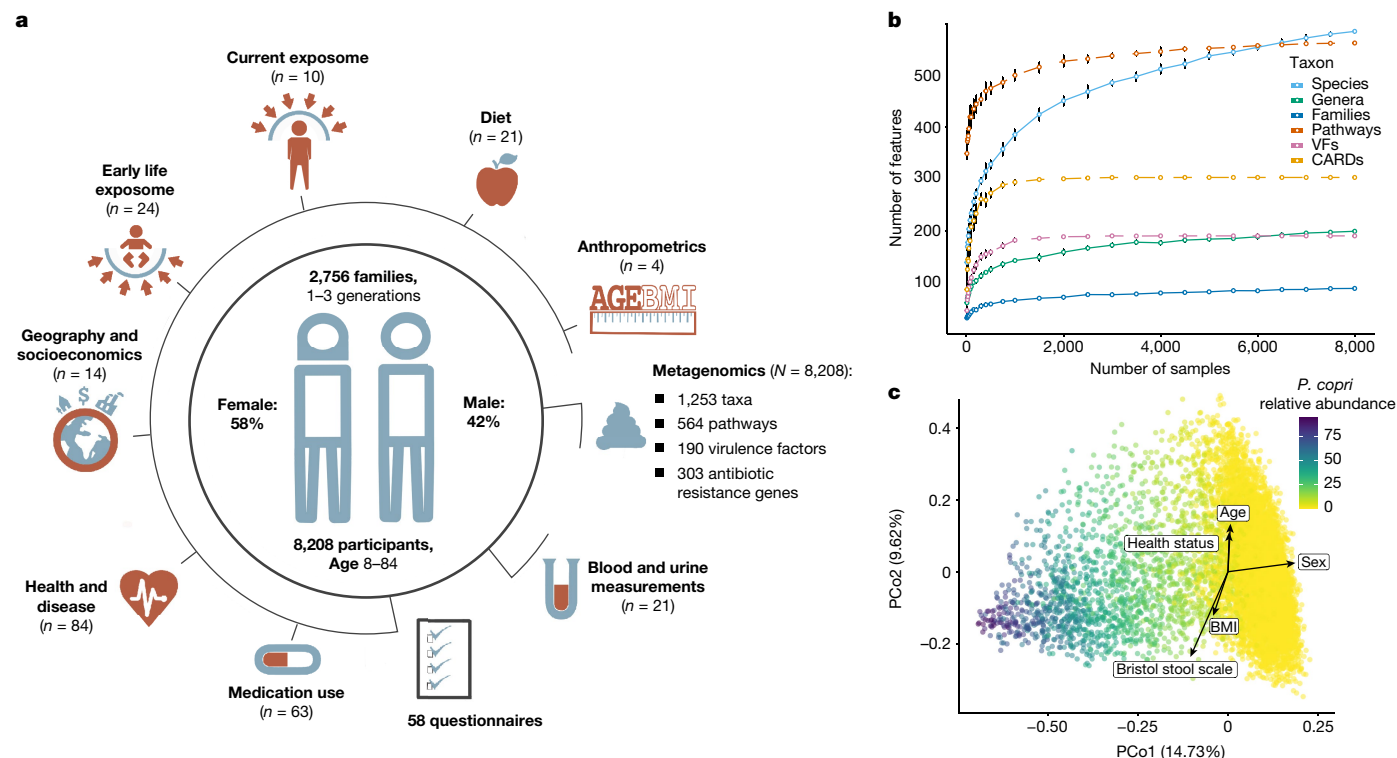 a
Current exposome
(n = 10)
Diet
(n = 21)
Early life
exposome
(n = 24)
Anthropometrics
(n = 4)
AGEBMI
2,756 families,
1–3 generations
Geography and
socioeconomics
(n = 14)
$
Female:
58%
Male:
42%
Metagenomics (N = 8,208):
1,253 taxa
564 pathways
190 virulence factors
303 antibiotic
resistance genes
8,208 participants,
Age 8–84
Health and
disease
(n = 84)
Blood and urine
measurements
(n = 21)
Medication use
(n = 63)
58 questionnaires
b
Number of features
500
400
300
200
100
0
2,000
4,000
6,000
8,000
Number of samples
Taxon
Species
Genera
Families
Pathways
VFs
CARDs
c
P. copri
relative abundance
75
50
25
0
PCo2 (9.62%)
0.4
0.2
0
−0.2
Age
Health status
Sex
BMI
Bristol stool scale
−0.50
−0.25
0
0.25
PCo1 (14.73%)